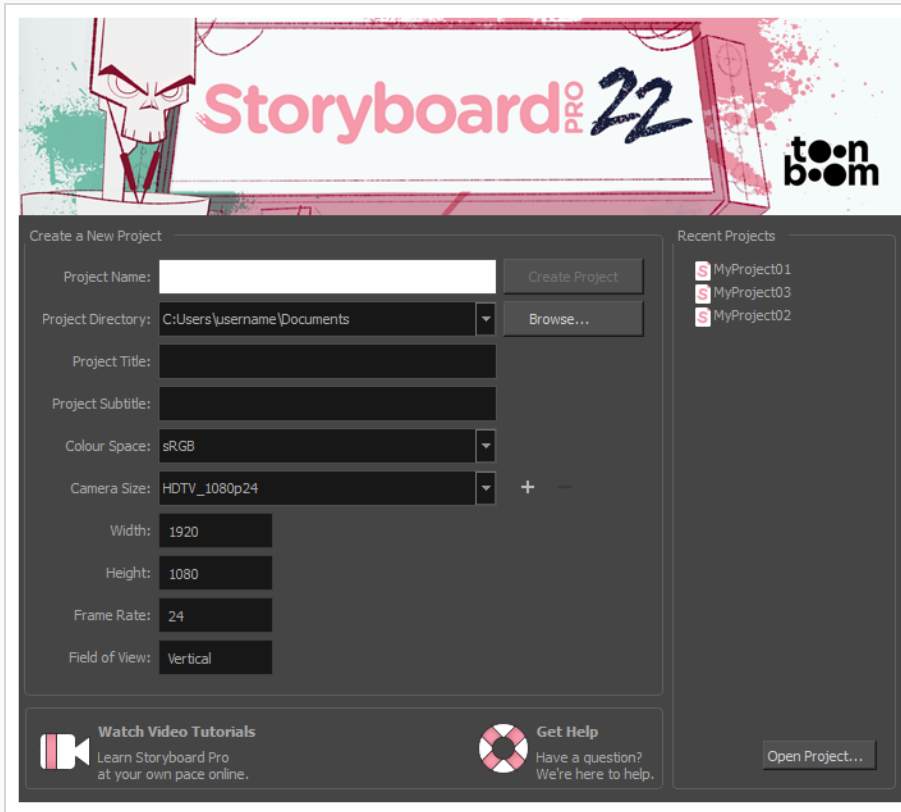 Storyboard PRO 22
toon
boom
Create a New Project
Project Name:
Create Project
Project Directory: C:Users\username\Documents
Browse...
Project Title:
Project Subtitle:
Colour Space: sRGB
Camera Size: HDTV_1080p24
+ −
Width: 1920
Height: 1080
Frame Rate: 24
Field of View: Vertical
Watch Video Tutorials
Learn Storyboard Pro
at your own pace online.
Get Help
Have a question?
We're here to help.
Recent Projects
S MyProject01
S MyProject03
S MyProject02
Open Project...